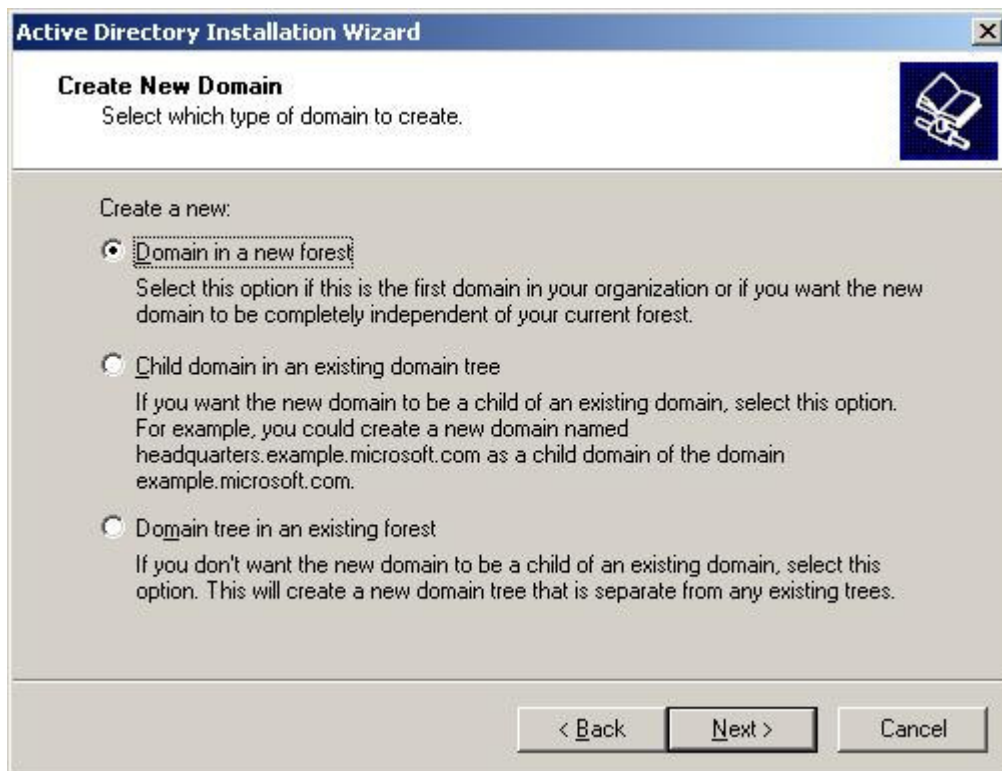 Active Directory Installation Wizard
Create New Domain
Select which type of domain to create.
Create a new:
Domain in a new forest
Select this option if this is the first domain in your organization or if you want the new
domain to be completely independent of your current forest.
Child domain in an existing domain tree
If you want the new domain to be a child of an existing domain, select this option.
For example, you could create a new domain named
headquarters.example.microsoft.com as a child domain of the domain
example.microsoft.com.
Domain tree in an existing forest
If you don't want the new domain to be a child of an existing domain, select this
option. This will create a new domain tree that is separate from any existing trees.
< Back Next > Cancel